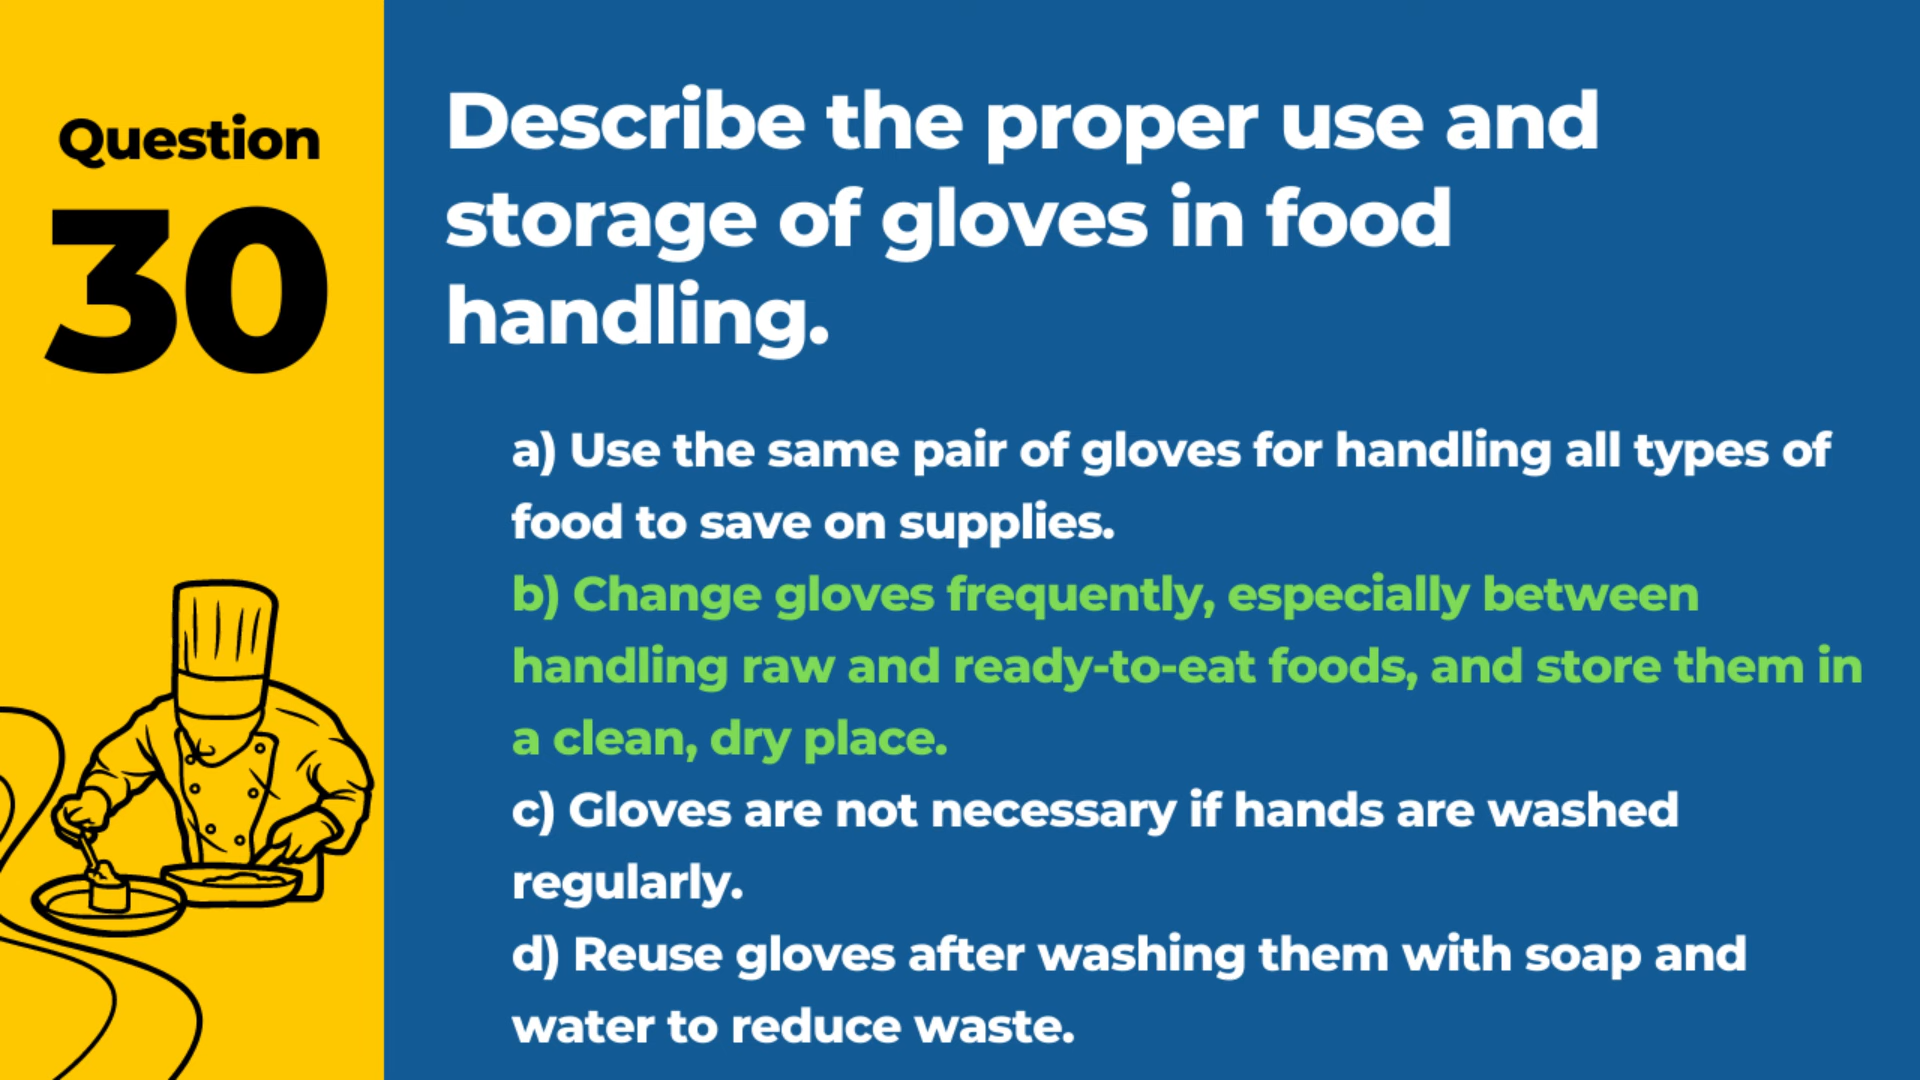 Question
30
Describe the proper use and
storage of gloves in food
handling.
a) Use the same pair of gloves for handling all types of
food to save on supplies.
b) Change gloves frequently, especially between
handling raw and ready-to-eat foods, and store them in
a clean, dry place.
c) Gloves are not necessary if hands are washed
regularly.
d) Reuse gloves after washing them with soap and
water to reduce waste.